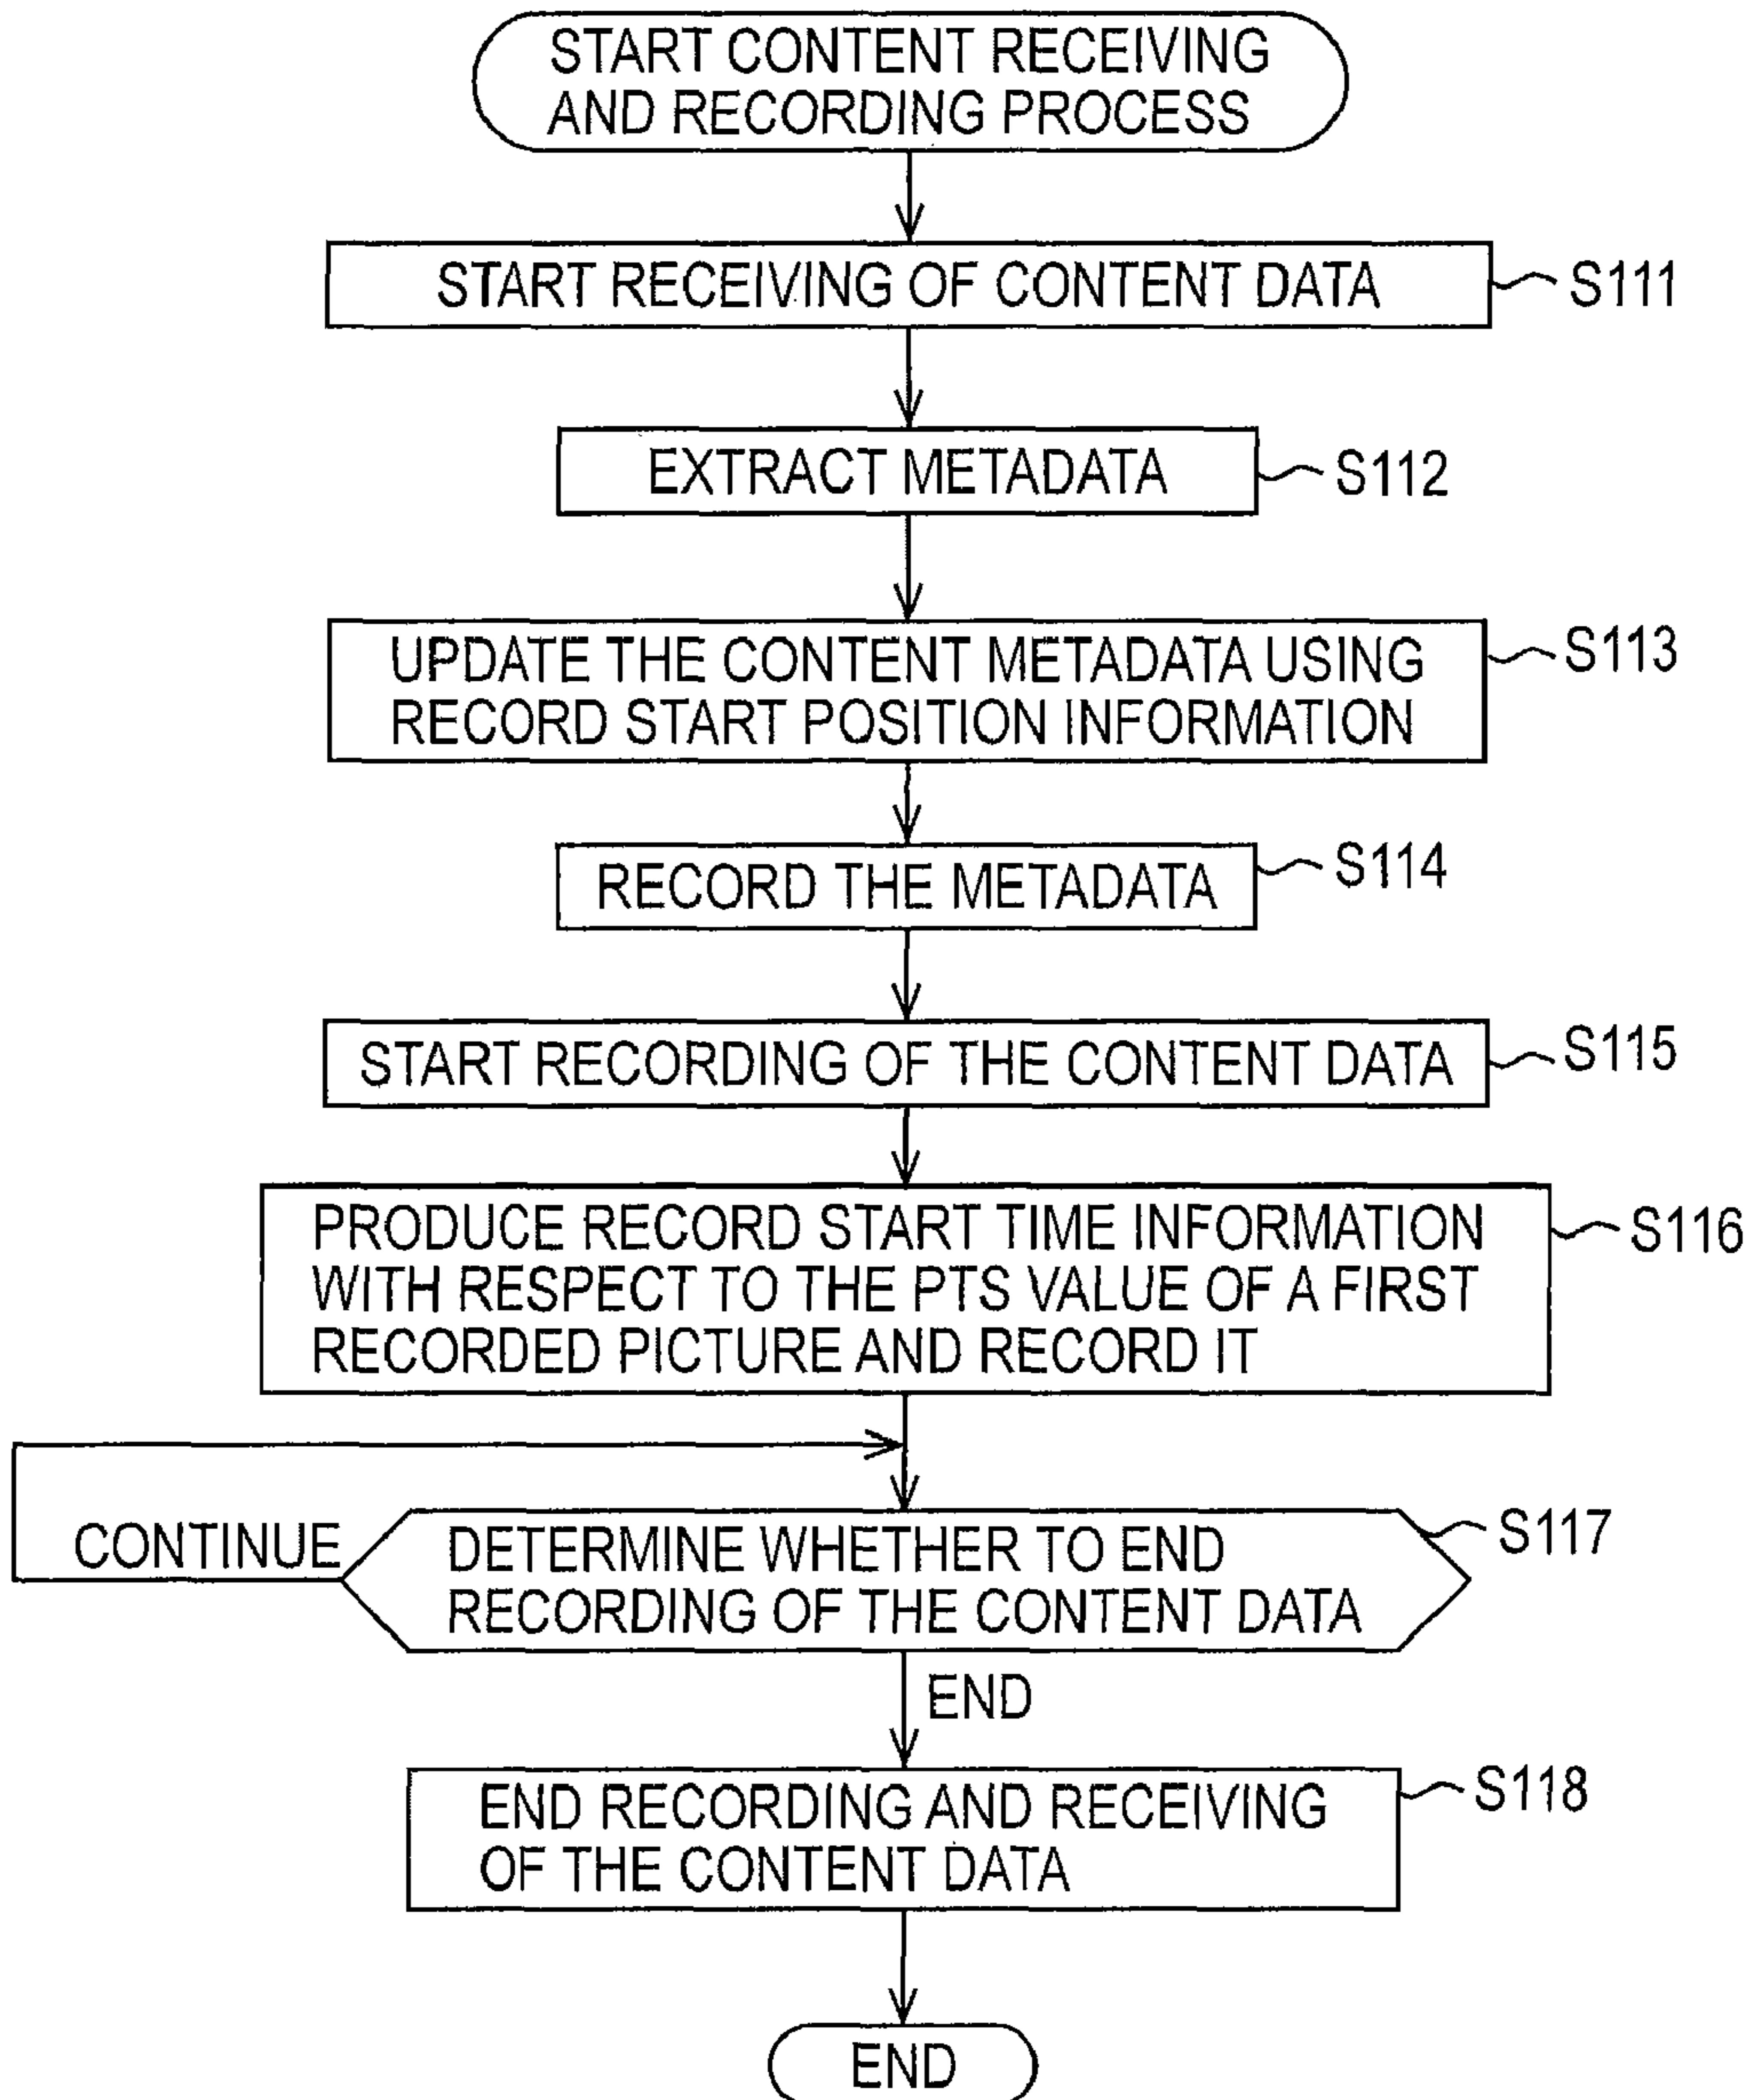 START CONTENT RECEIVING
AND RECORDING PROCESS
START RECEIVING OF CONTENT DATA
S111
EXTRACT METADATA
S112
UPDATE THE CONTENT METADATA USING
RECORD START POSITION INFORMATION
S113
RECORD THE METADATA
S114
START RECORDING OF THE CONTENT DATA
S115
PRODUCE RECORD START TIME INFORMATION
WITH RESPECT TO THE PTS VALUE OF A FIRST
RECORDED PICTURE AND RECORD IT
S116
CONTINUE
DETERMINE WHETHER TO END
RECORDING OF THE CONTENT DATA
S117
END
END RECORDING AND RECEIVING
OF THE CONTENT DATA
S118
END